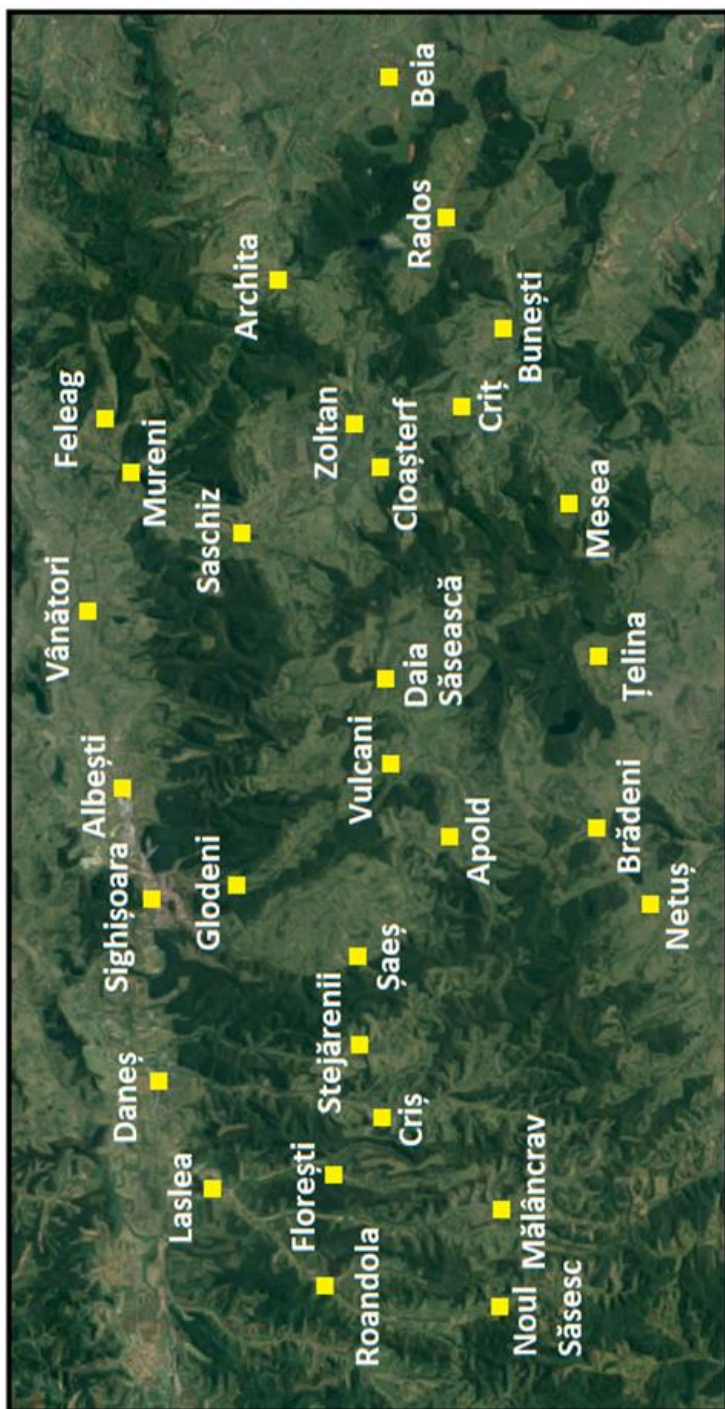 Vânători
Feleag
Albești
Mureni
Sighișoara
Daneș
Laslea
Glodeni
Saschiz
Archita
Florești
Roandola
Stejărenii
Șaeș
Criș
Vulcani
Daia
Săsească
Zoltan
Cloașterf
Beia
Rados
Apold
Criț
Bunești
Noul
Săsesc
Mălâncrav
Mesea
Brădeni
Țelina
Netuș